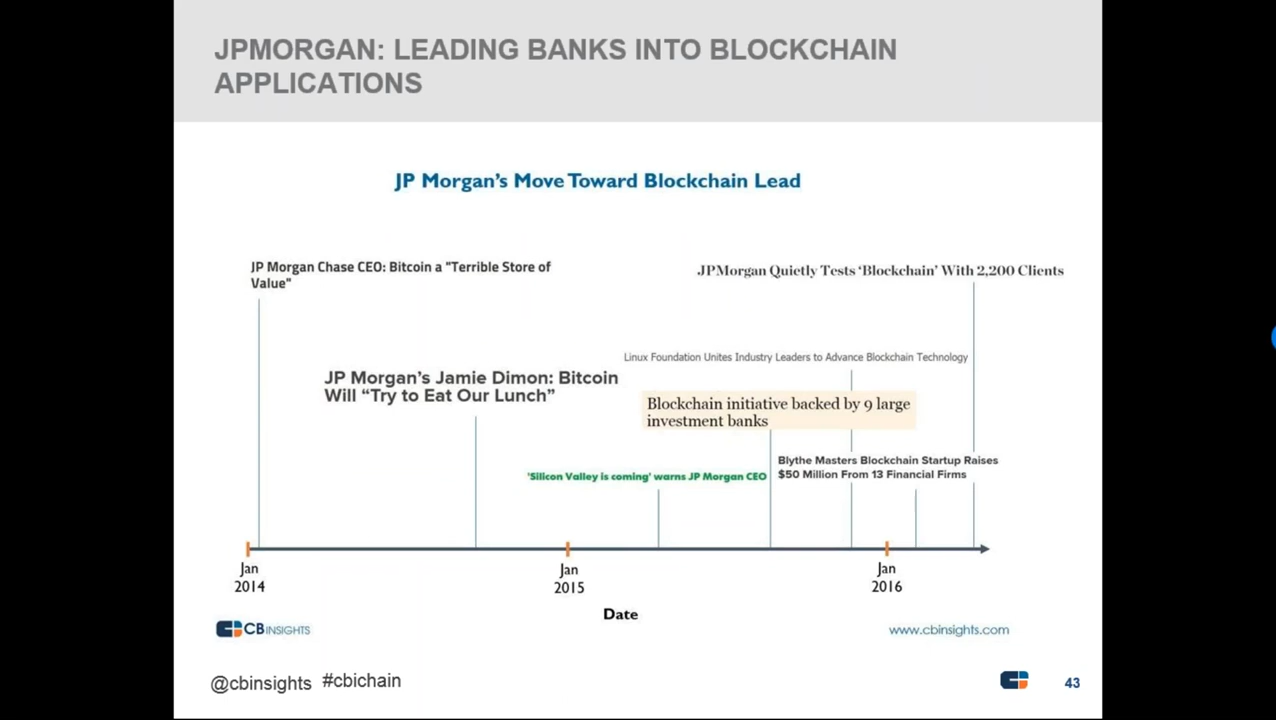 JPMORGAN: LEADING BANKS INTO BLOCKCHAIN
APPLICATIONS
JP Morgan's Move Toward Blockchain Lead
JP Morgan Chase CEO: Bitcoin a "Terrible Store of
Value"
JPMorgan Quietly Tests ‘Blockchain’ With 2,200 Clients
Linux Foundation Unites Industry Leaders to Advance Blockchain Technology
JP Morgan’s Jamie Dimon: Bitcoin
Will “Try to Eat Our Lunch”
Blockchain initiative backed by 9 large
investment banks
Blythe Masters Blockchain Startup Raises
$50 Million From 13 Financial Firms
'Silicon Valley is coming' warns JP Morgan CEO
Jan
2014
Jan
2015
Jan
2016
Date
CBINSIGHTS
www.cbinsights.com
@cbinsights #cbichain
43